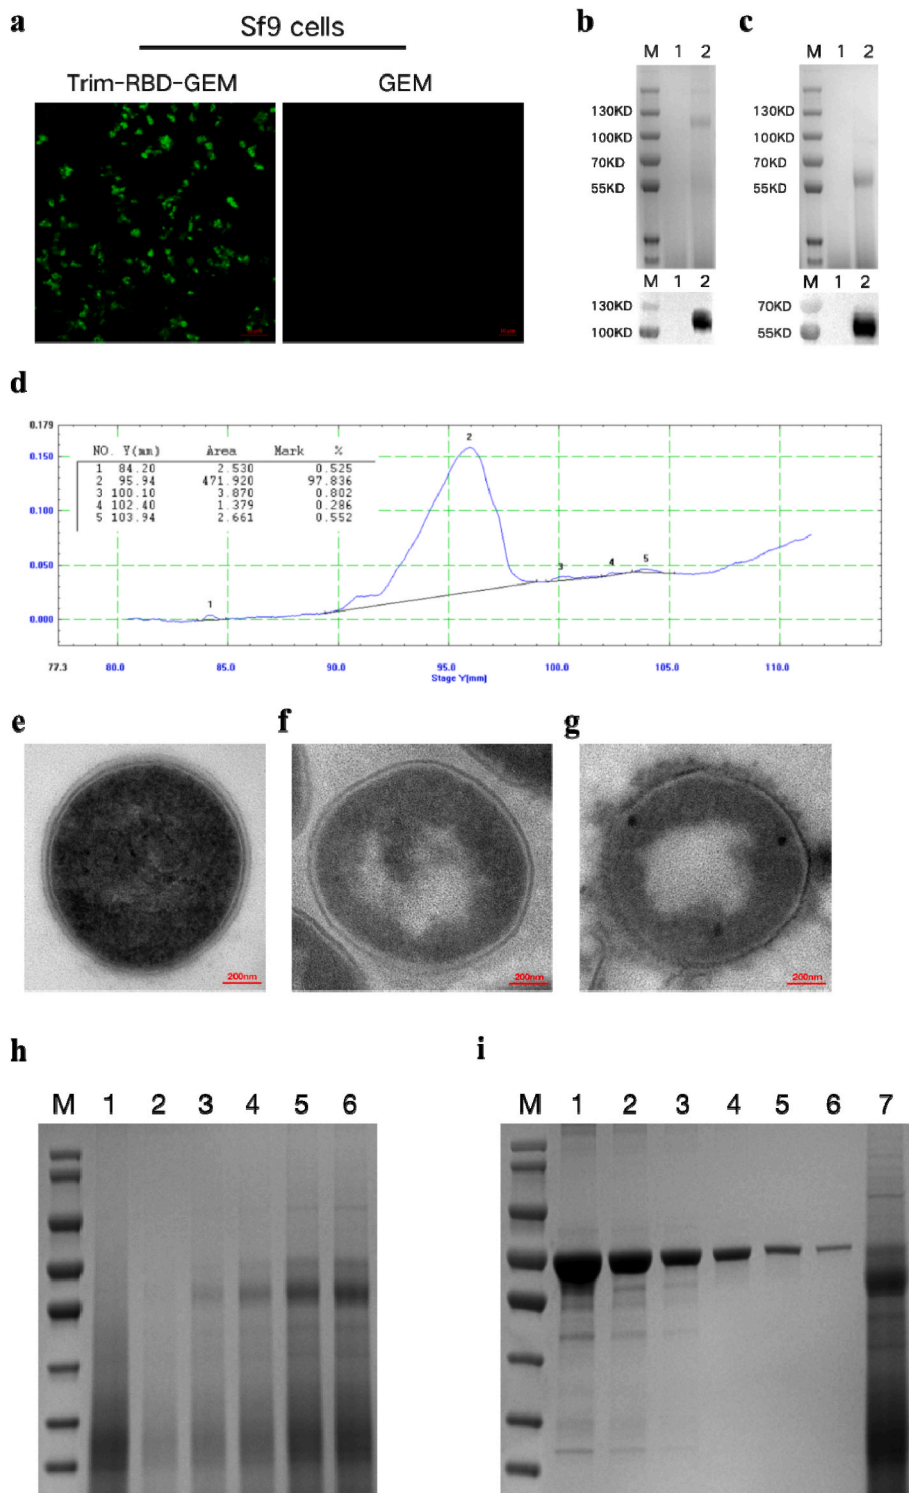 a
Sf9 cells
Trim-RBD-GEM GEM
b
M 1 2
130KD
100KD
70KD
55KD
M 1 2
130KD
100KD
c
M 1 2
130KD
100KD
70KD
55KD
M 1 2
70KD
55KD
d
0.179
0.150
0.100
0.050
0.000
NO. Y(mm) Area Mark %
1 84.20 2.530 0.525
2 95.94 471.920 97.836
3 100.10 3.870 0.802
4 102.40 1.379 0.286
5 103.94 2.661 0.552
1 2 3 4 5
77.3 80.0 85.0 90.0 95.0 100.0 105.0 110.0
Stage Y[mm]
e
200nm
f
200nm
g
200nm
h
M 1 2 3 4 5 6
i
M 1 2 3 4 5 6 7